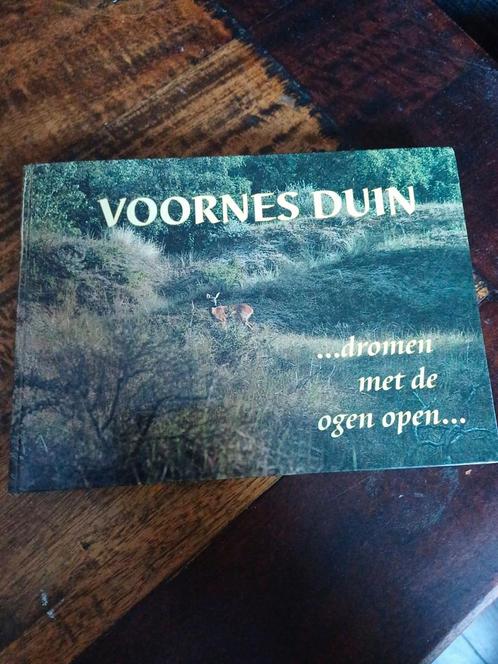 VOORNES DUIN
...dromen
met de
ogen open...